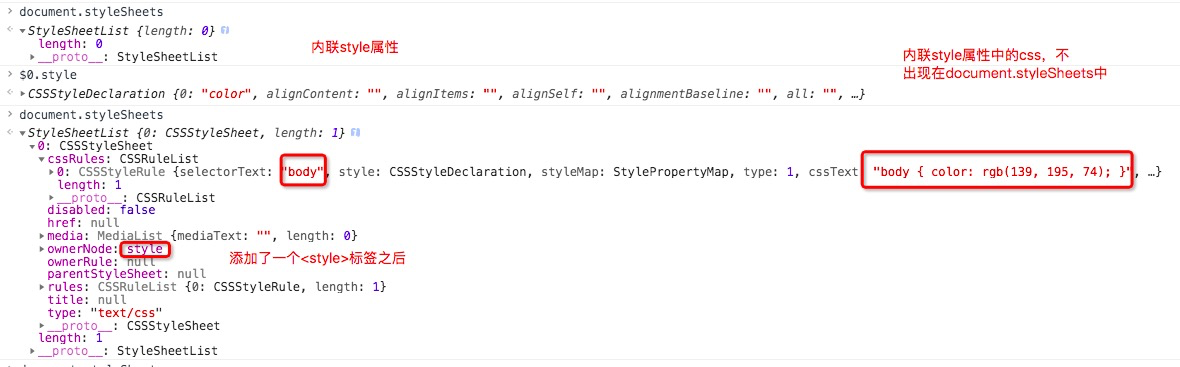 document.styleSheets
StyleSheetList {length: 0}
length: 0
__proto__: StyleSheetList
内联style属性
内联style属性中的css，不
出现在document.styleSheets中
$0.style
CSSStyleDeclaration {0: "color", alignContent: "", alignItems: "", alignSelf: "", alignmentBaseline: "", all: "", …}
document.styleSheets
StyleSheetList {0: CSSStyleSheet, length: 1}
0: CSSStyleSheet
cssRules: CSSRuleList
0: CSSStyleRule {selectorText: "body", style: CSSStyleDeclaration, styleMap: StylePropertyMap, type: 1, cssText: "body { color: rgb(139, 195, 74); }", …}
length: 1
__proto__: CSSRuleList
disabled: false
href: null
media: MediaList {mediaText: "", length: 0}
ownerNode: style
添加了一个<style>标签之后
ownerRule: null
parentStyleSheet: null
rules: CSSRuleList {0: CSSStyleRule, length: 1}
title: null
type: "text/css"
__proto__: CSSStyleSheet
length: 1
__proto__: StyleSheetList